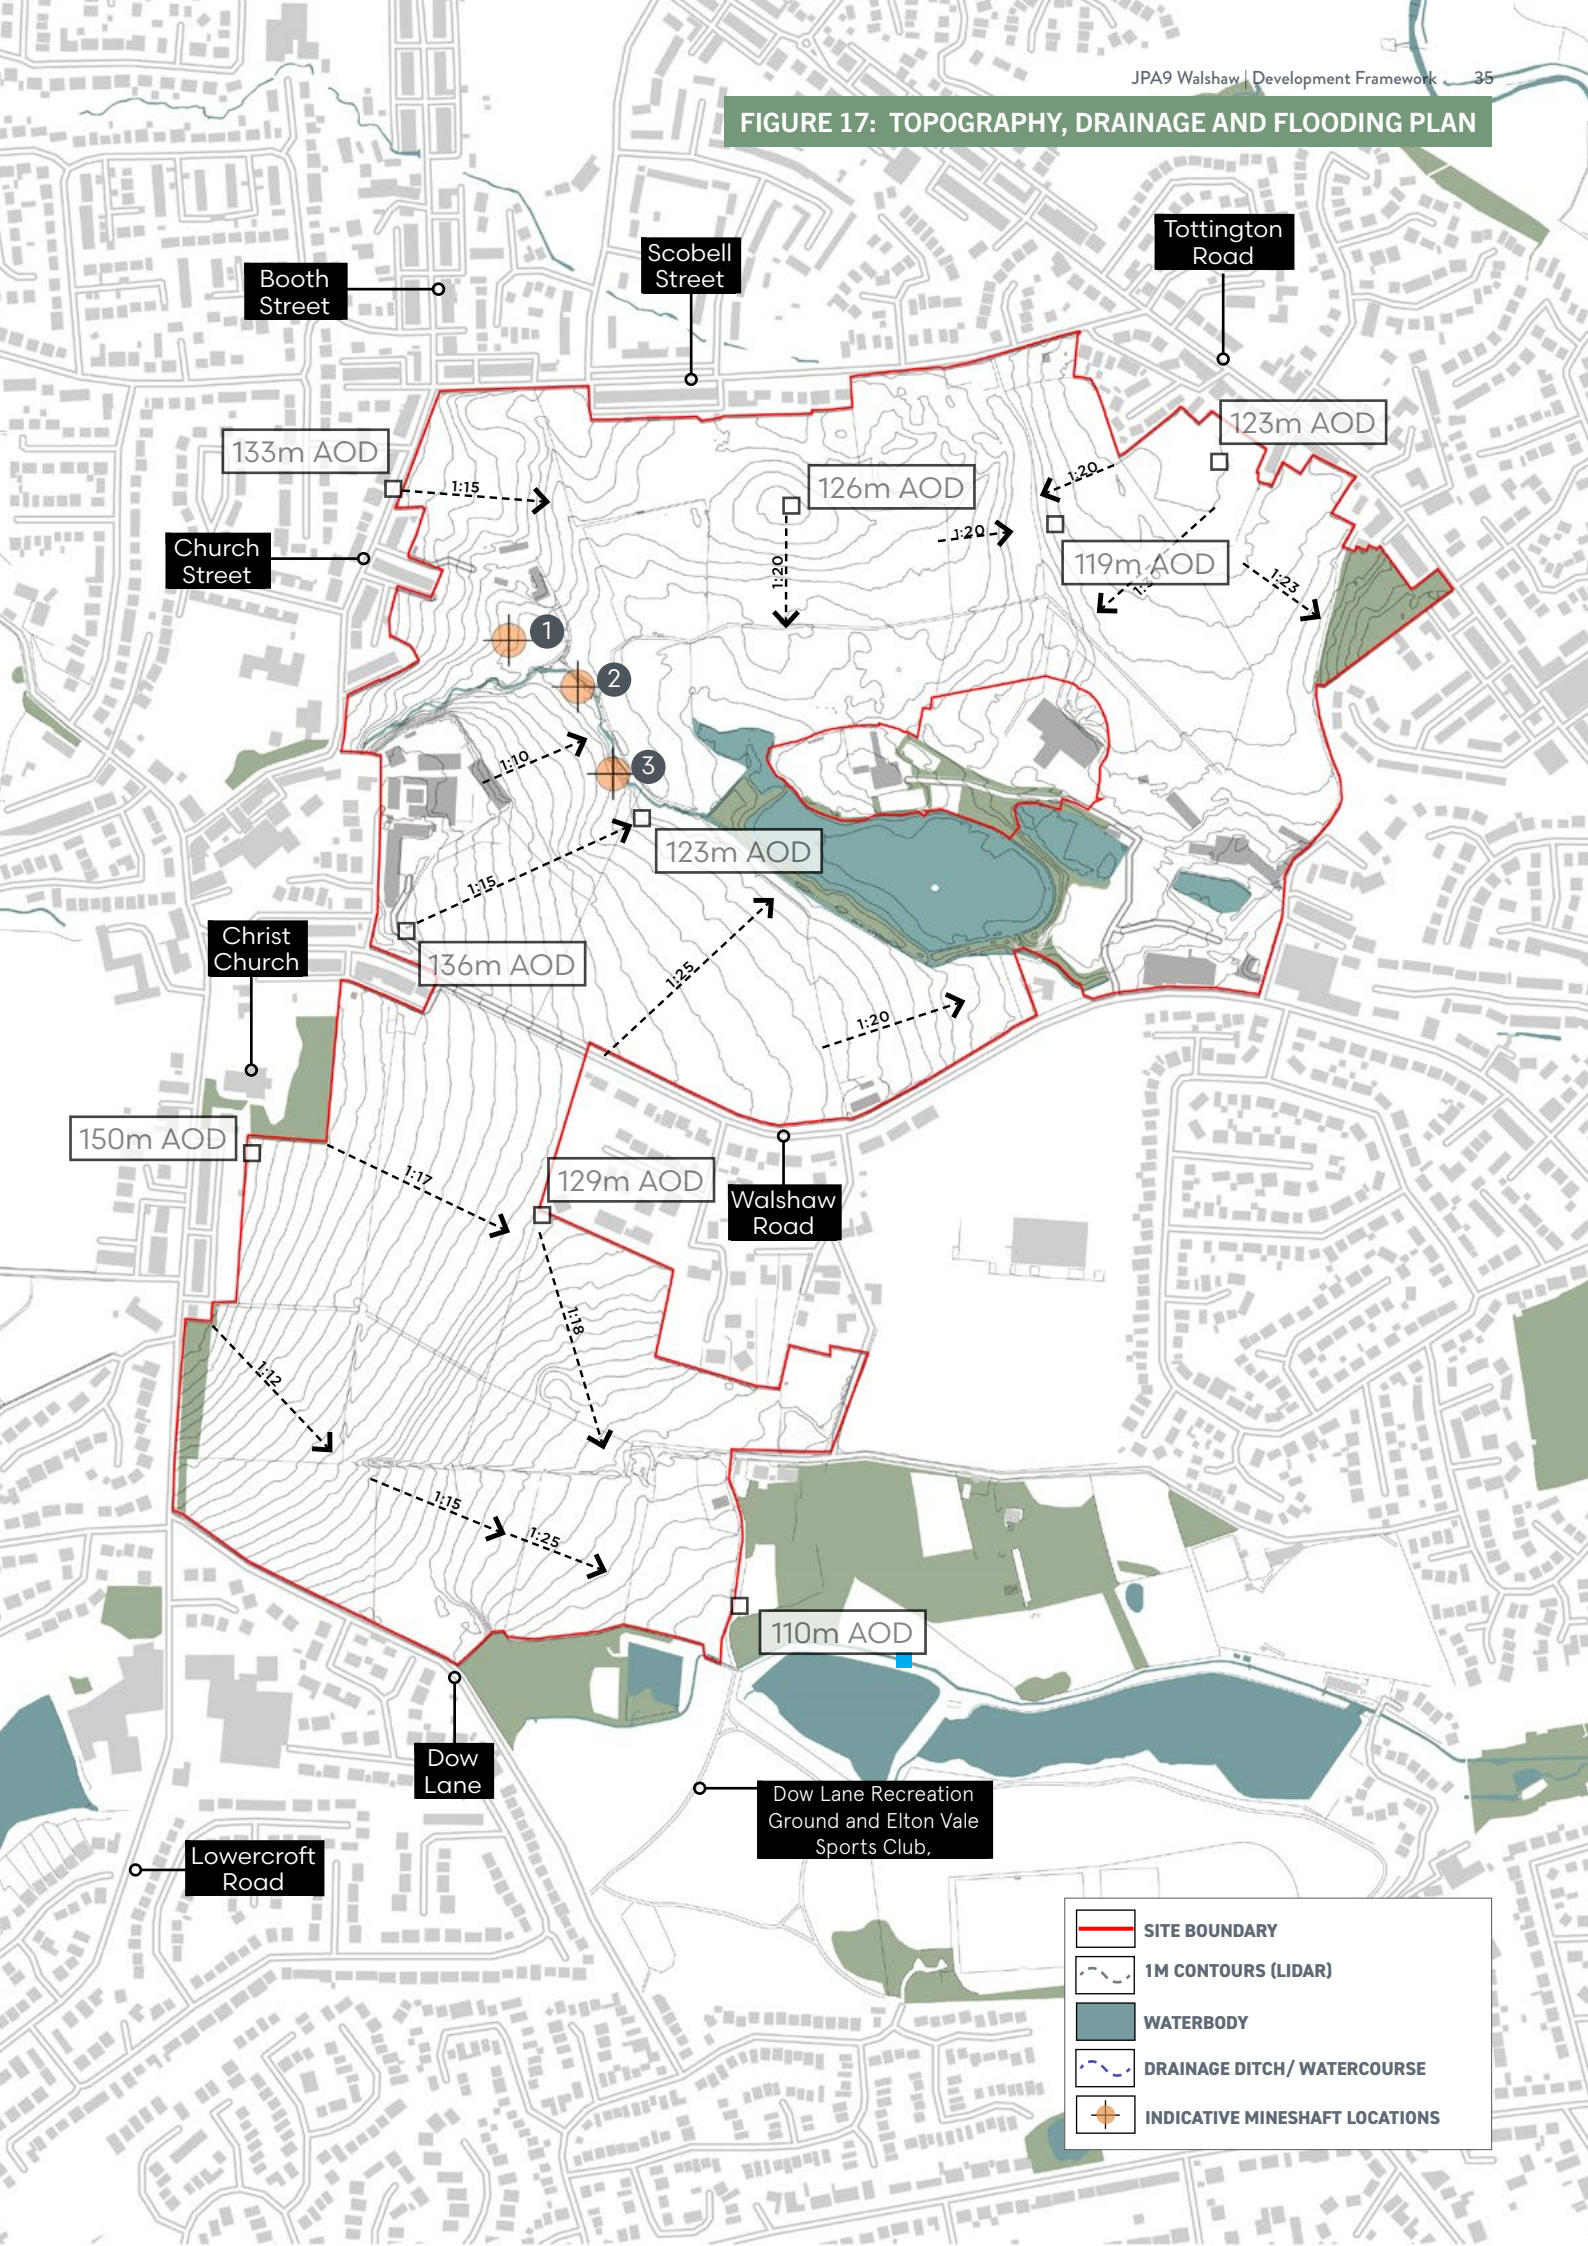 JPA9 Walshaw | Development Framework 35
FIGURE 17: TOPOGRAPHY, DRAINAGE AND FLOODING PLAN
Tottington
Road
Scobell
Street
Booth
Street
123m AOD
133m AOD
1:20
126m AOD
1:15
1:20
Church
Street
119m AOD
1:20
1:23
1
2
1:10
3
123m AOD
1:15
Christ
Church
136m AOD
1:25
1:20
150m AOD
1:17
129m AOD
Walshaw
Road
1:18
1:12
1:15
1:25
110m AOD
Dow
Lane
Dow Lane Recreation
Ground and Elton Vale
Sports Club,
Lowercroft
Road
SITE BOUNDARY
1M CONTOURS (LIDAR)
WATERBODY
DRAINAGE DITCH/ WATERCOURSE
INDICATIVE MINESHAFT LOCATIONS